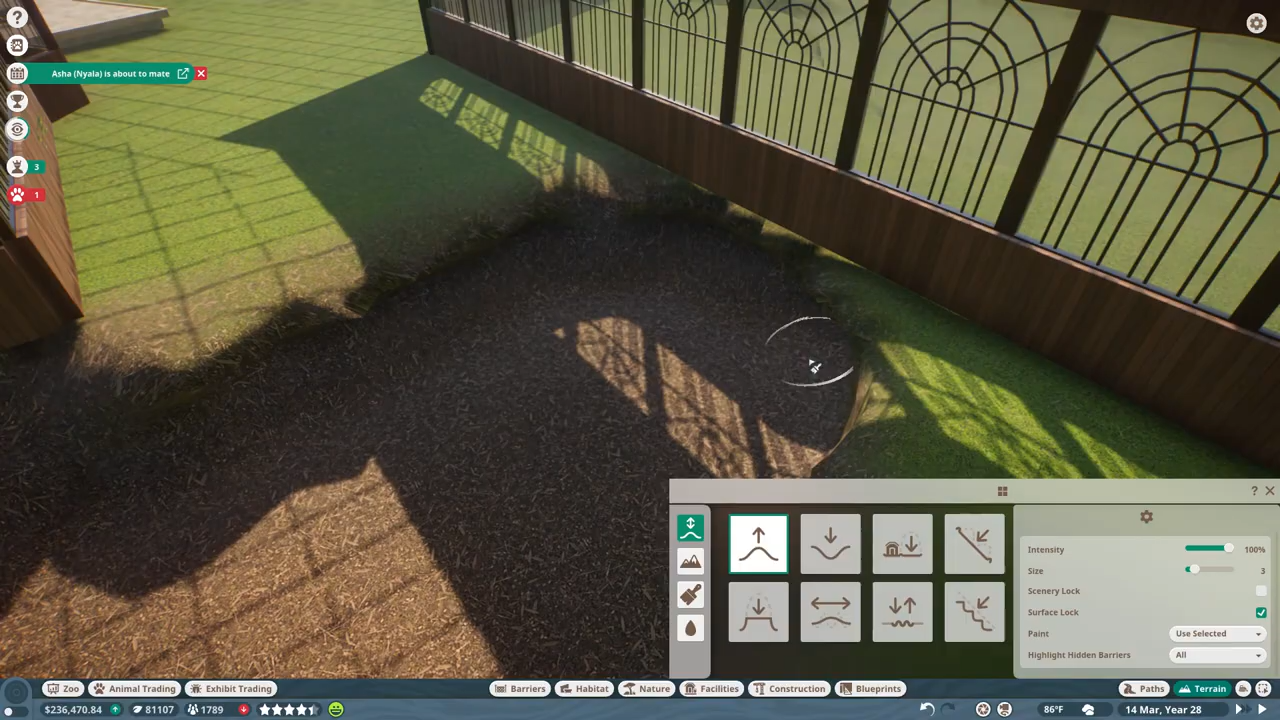 Asha (Nyala) is about to mate
3
1
?
Intensity 100%
Size 3
Scenery Lock
Surface Lock
Paint Use Selected
Highlight Hidden Barriers All
Zoo Animal Trading Exhibit Trading Barriers Habitat Nature Facilities Construction Blueprints Paths Terrain
$236,470.84 81107 1789 86°F 14 Mar, Year 28